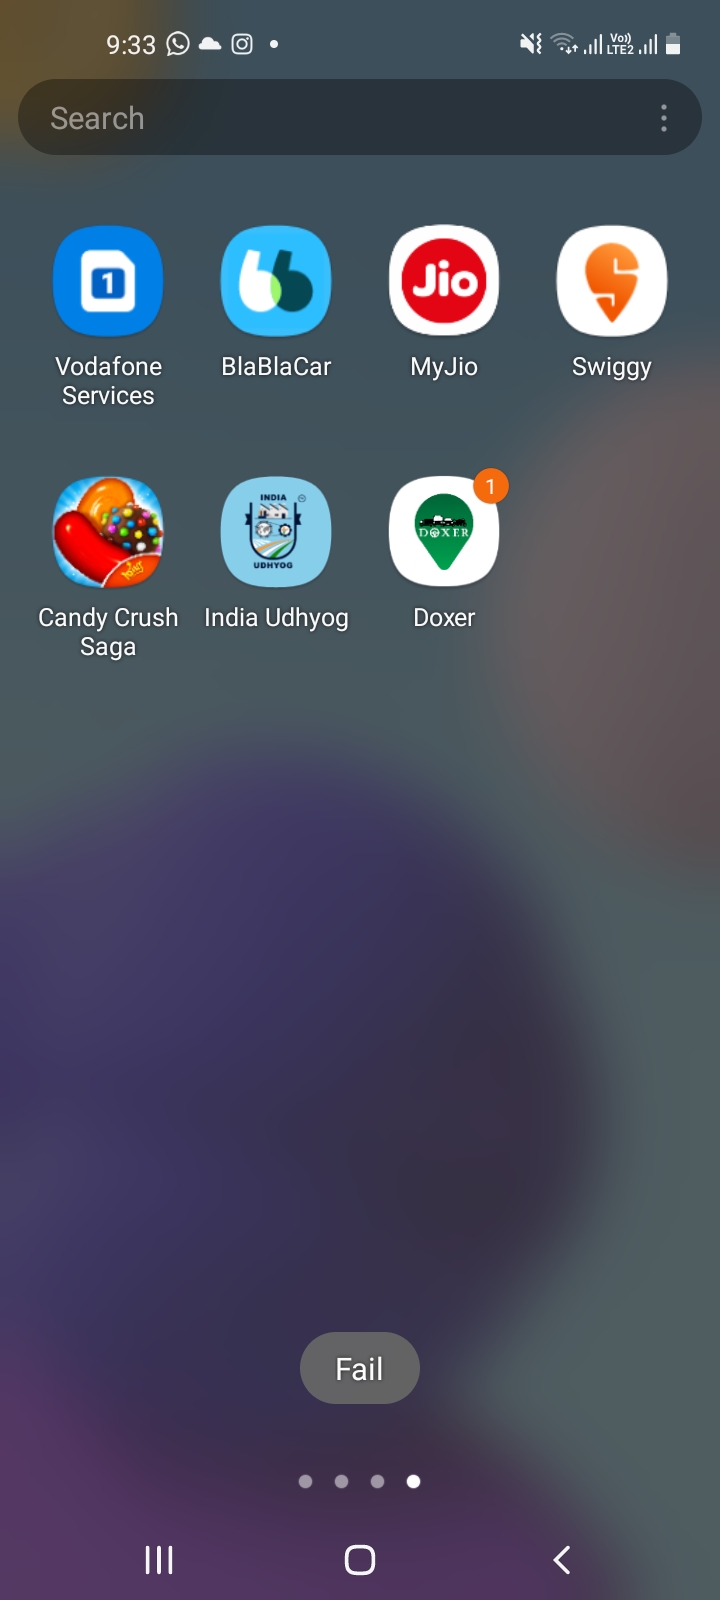 9:33
Vo))
LTE2
Search
1
Jio
Vodafone
Services
BlaBlaCar
MyJio
Swiggy
INDIA
UDHYOG
1
DOXER
King
Candy Crush
Saga
India Udhyog
Doxer
Fail